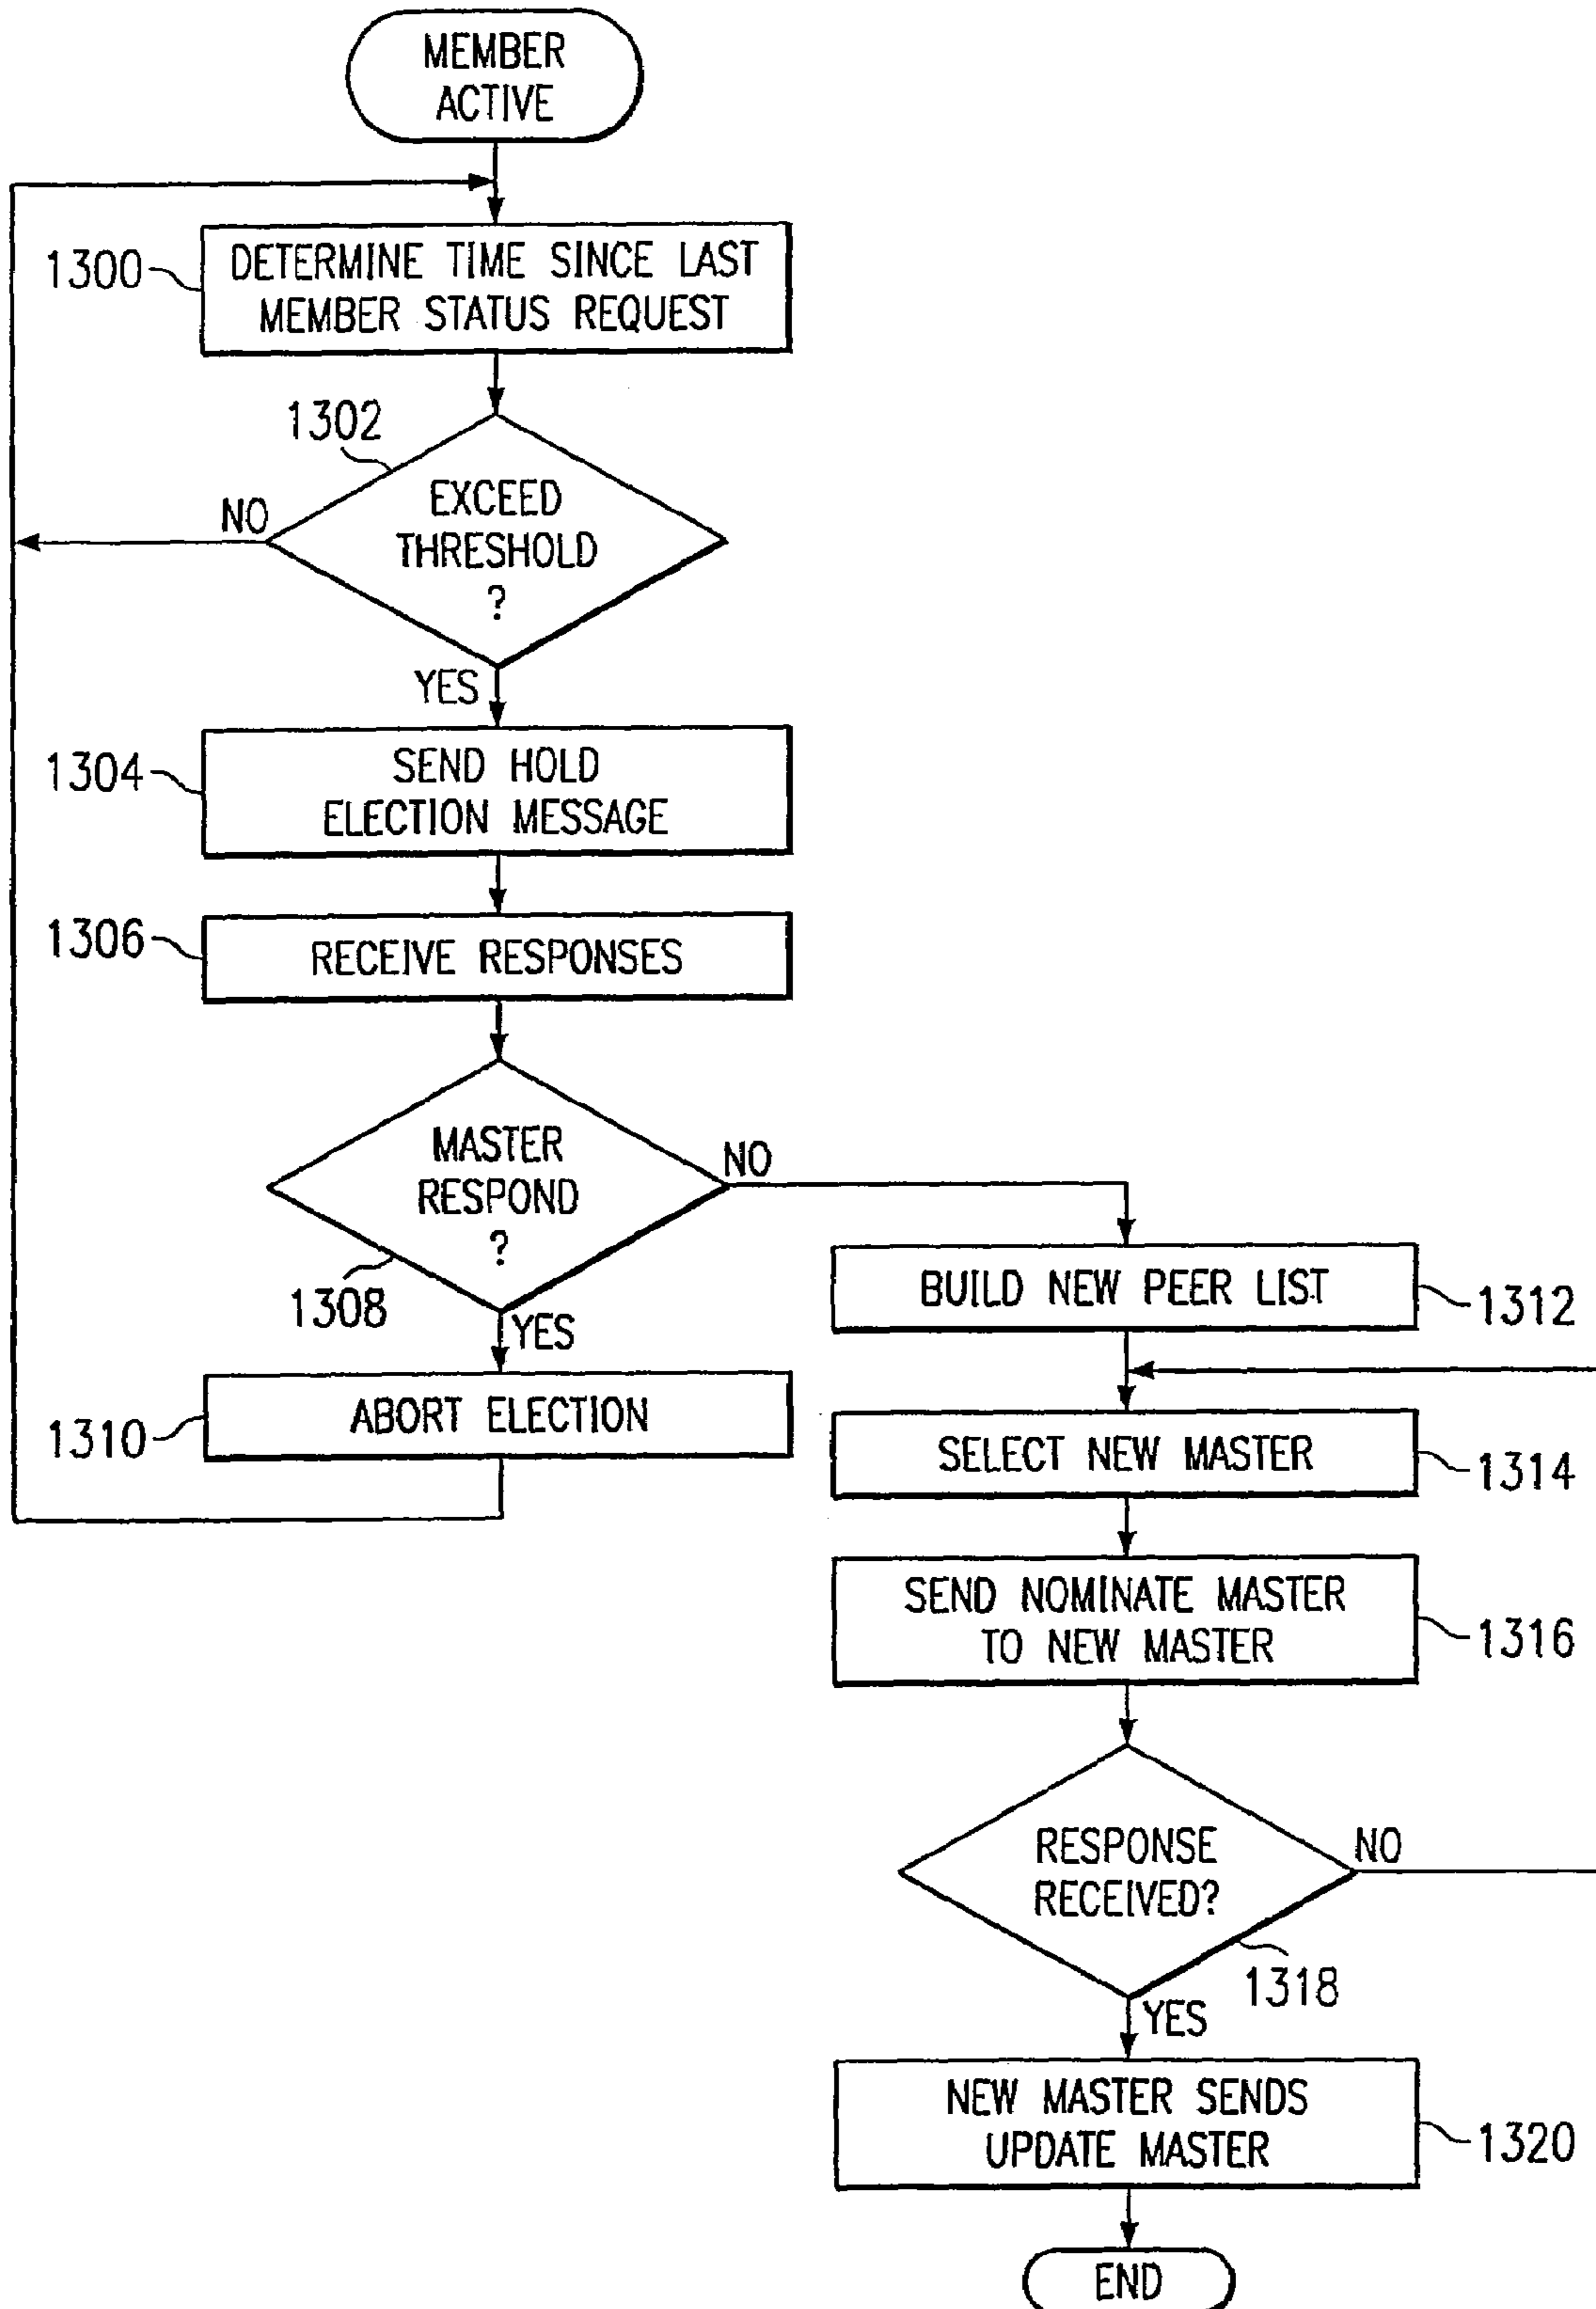 MEMBER
ACTIVE
1300
DETERMINE TIME SINCE LAST
MEMBER STATUS REQUEST
1302
EXCEED
THRESHOLD
?
NO
YES
1304
SEND HOLD
ELECTION MESSAGE
1306
RECEIVE RESPONSES
MASTER
RESPOND
?
NO
1308
YES
1310
ABORT ELECTION
BUILD NEW PEER LIST
1312
SELECT NEW MASTER
1314
SEND NOMINATE MASTER
TO NEW MASTER
1316
RESPONSE
RECEIVED?
NO
1318
YES
NEW MASTER SENDS
UPDATE MASTER
1320
END